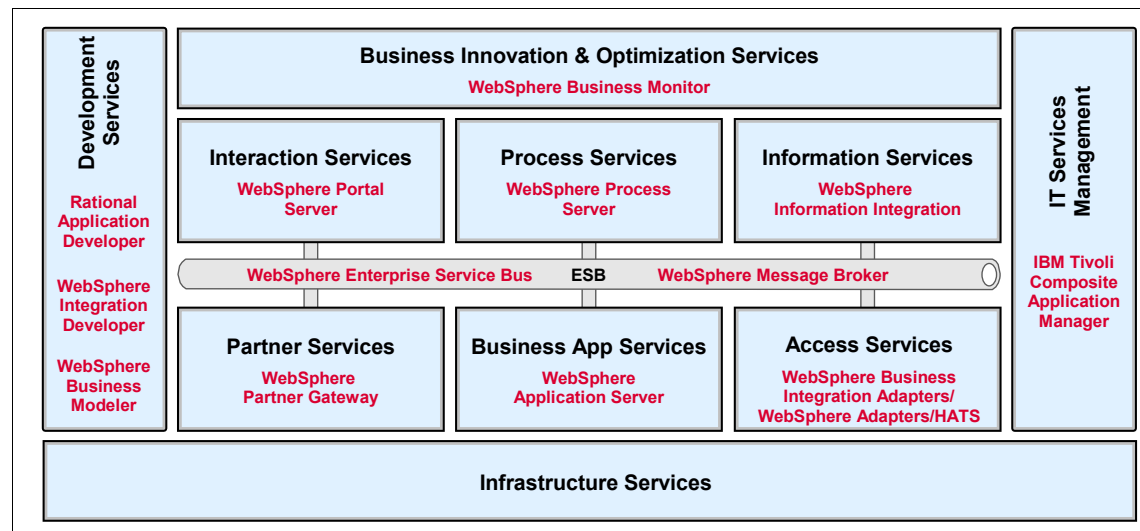 Development
Services
Rational
Application
Developer
WebSphere
Integration
Developer
WebSphere
Business
Modeler
Business Innovation & Optimization Services
WebSphere Business Monitor
Interaction Services
WebSphere Portal
Server
Process Services
WebSphere Process
Server
Information Services
WebSphere
Information Integration
WebSphere Enterprise Service Bus ESB WebSphere Message Broker
Partner Services
WebSphere
Partner Gateway
Business App Services
WebSphere
Application Server
Access Services
WebSphere Business
Integration Adapters/
WebSphere Adapters/HATS
IT Services
Management
IBM Tivoli
Composite
Application
Manager
Infrastructure Services